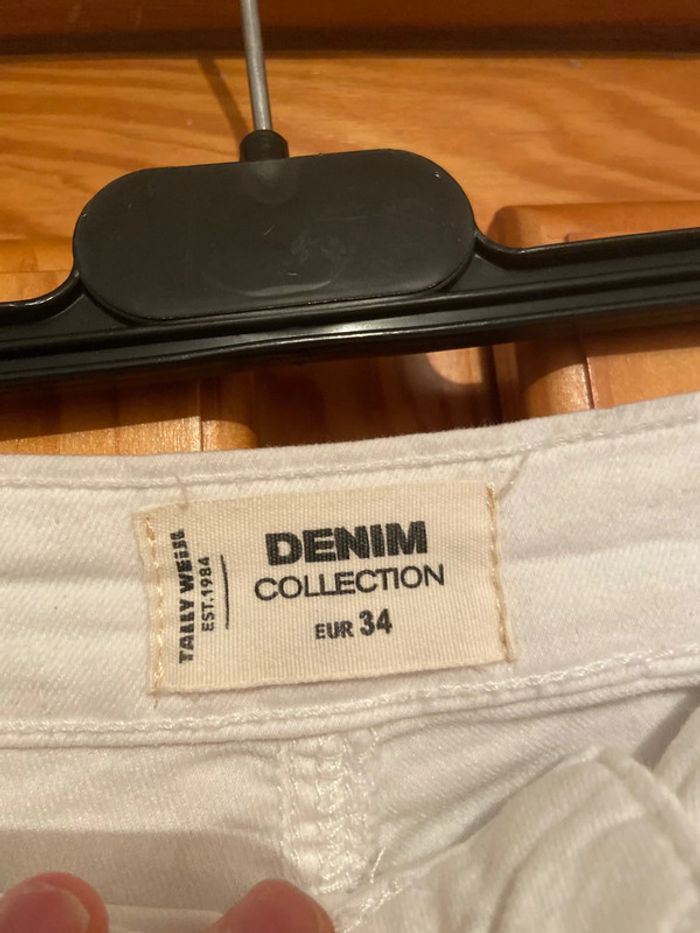 TALLY WEiJL
EST.1984
DENIM
COLLECTION
EUR 34